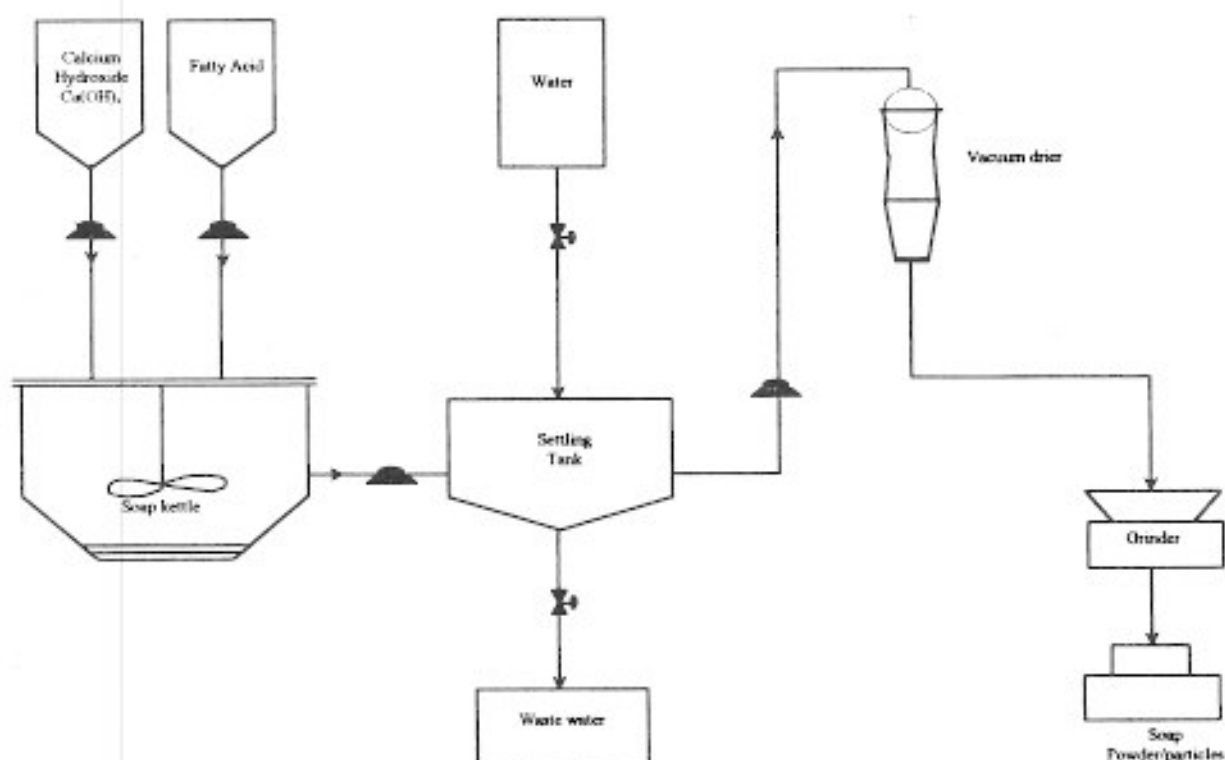 Calcium
Hydroxide
Ca(OH)₂
Fatty Acid
Water
Vacuum drier
Settling
Tank
Soap kettle
Grinder
Waste water
Soap
Powder/particles